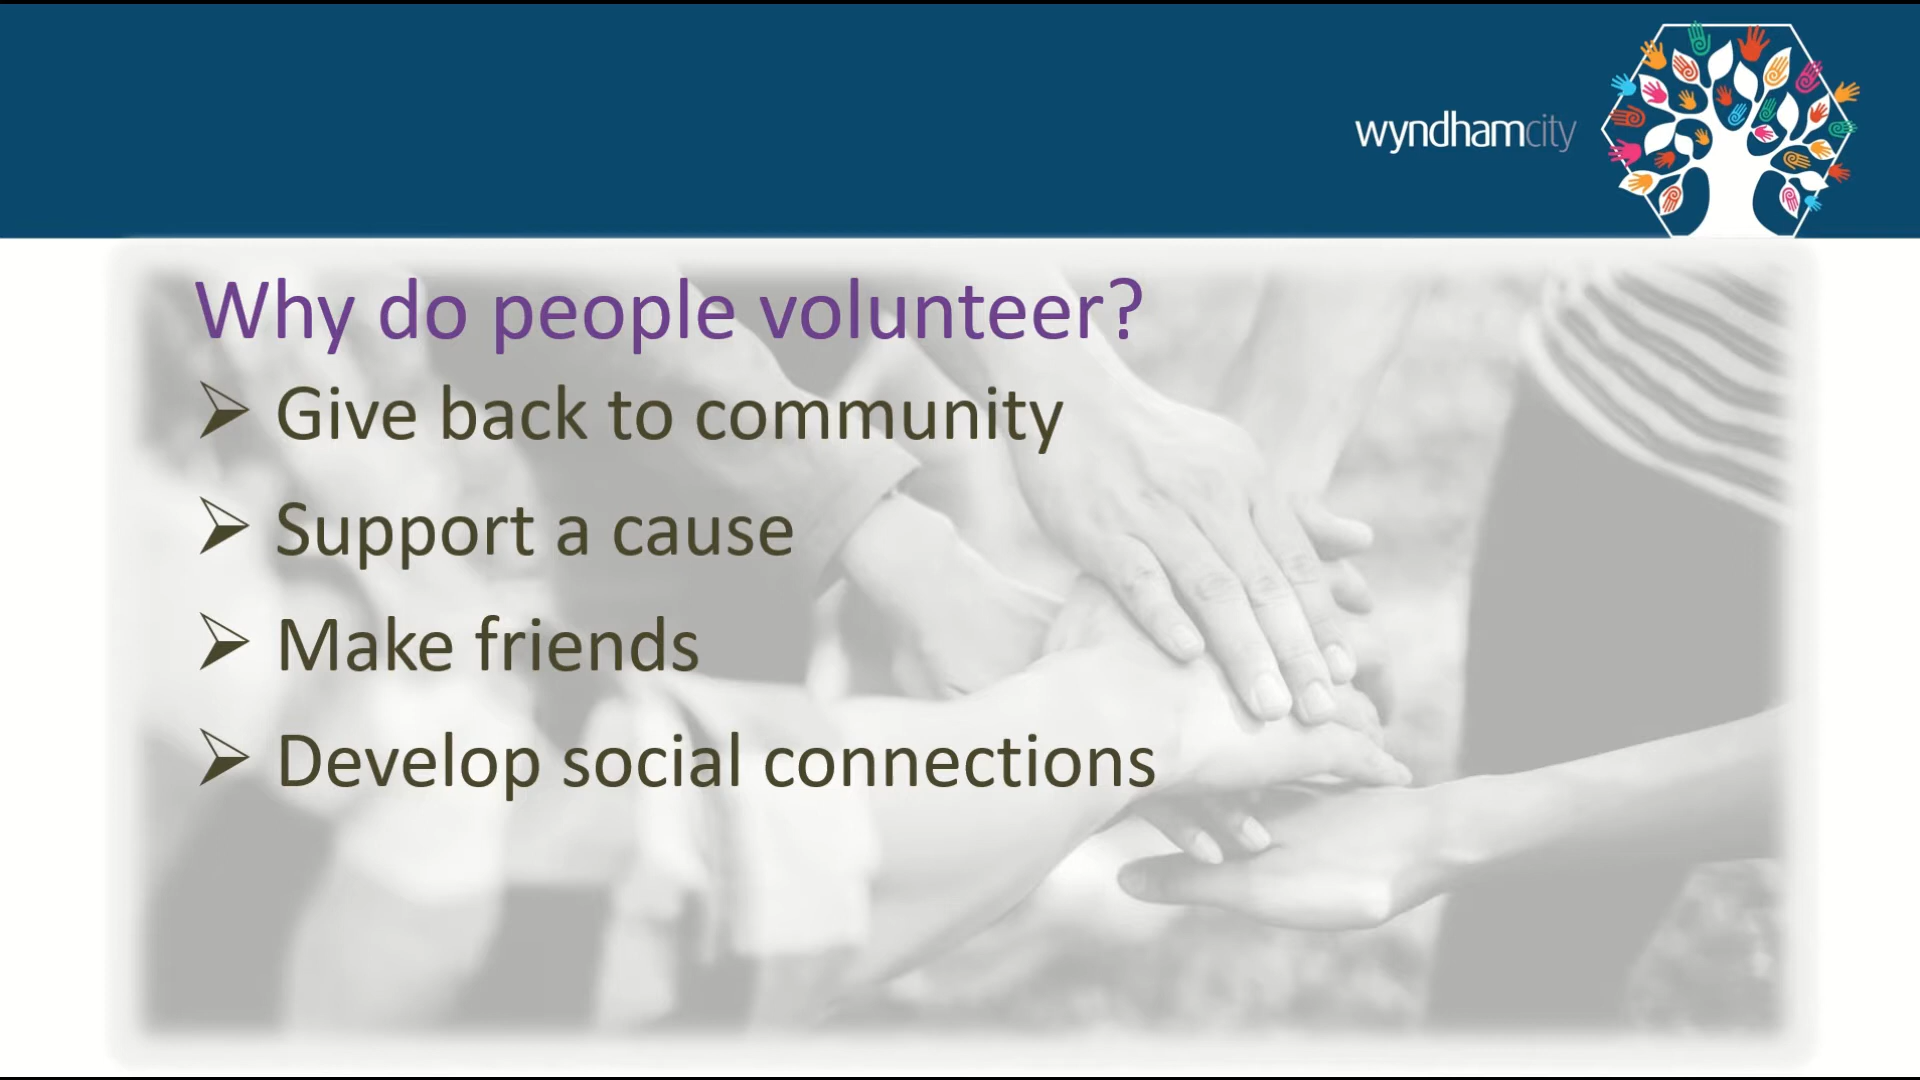 wyndhamcity
Why do people volunteer?
Give back to community
Support a cause
Make friends
Develop social connections